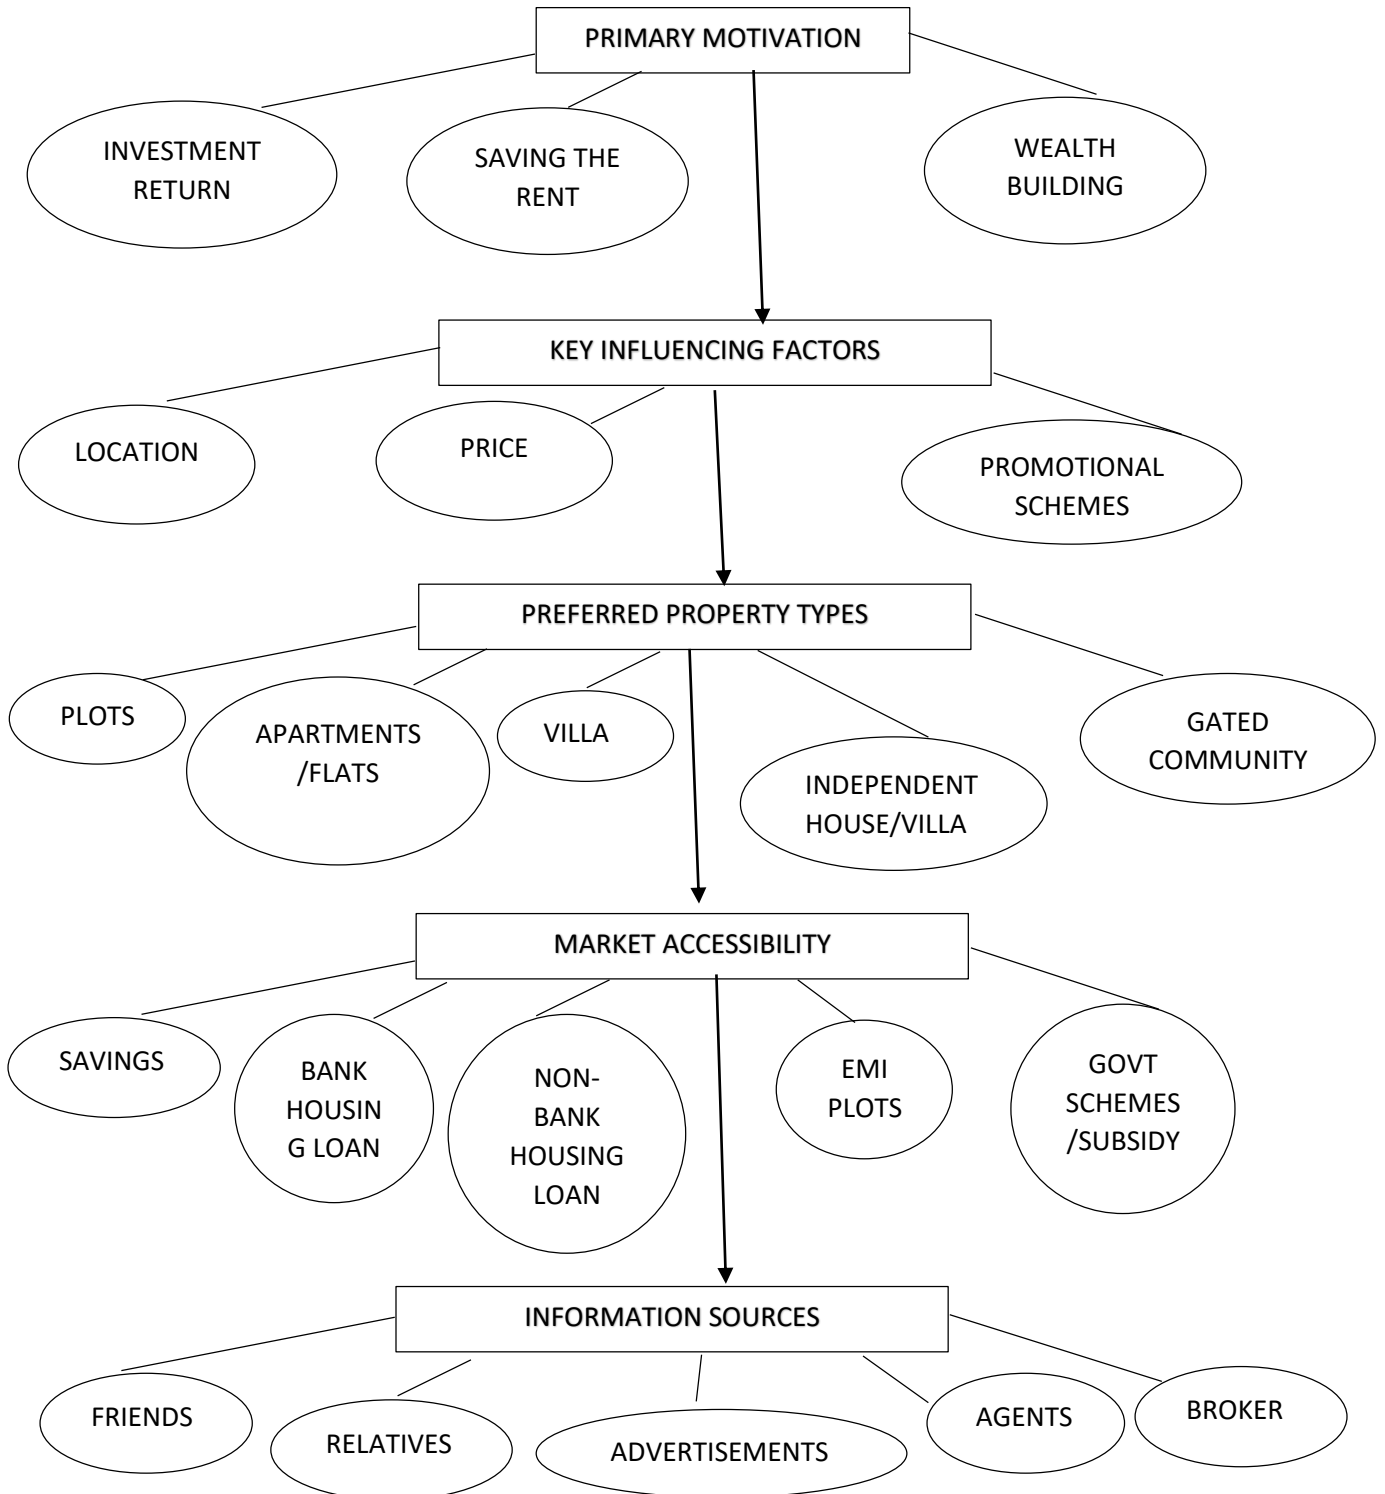 PRIMARY MOTIVATION
INVESTMENT
RETURN
SAVING THE
RENT
WEALTH
BUILDING
KEY INFLUENCING FACTORS
LOCATION
PRICE
PROMOTIONAL
SCHEMES
PREFERRED PROPERTY TYPES
PLOTS
APARTMENTS
/FLATS
VILLA
INDEPENDENT
HOUSE/VILLA
GATED
COMMUNITY
MARKET ACCESSIBILITY
SAVINGS
BANK
HOUSIN
G LOAN
NON-
BANK
HOUSING
LOAN
EMI
PLOTS
GOVT
SCHEMES
/SUBSIDY
INFORMATION SOURCES
FRIENDS
RELATIVES
ADVERTISEMENTS
AGENTS
BROKER